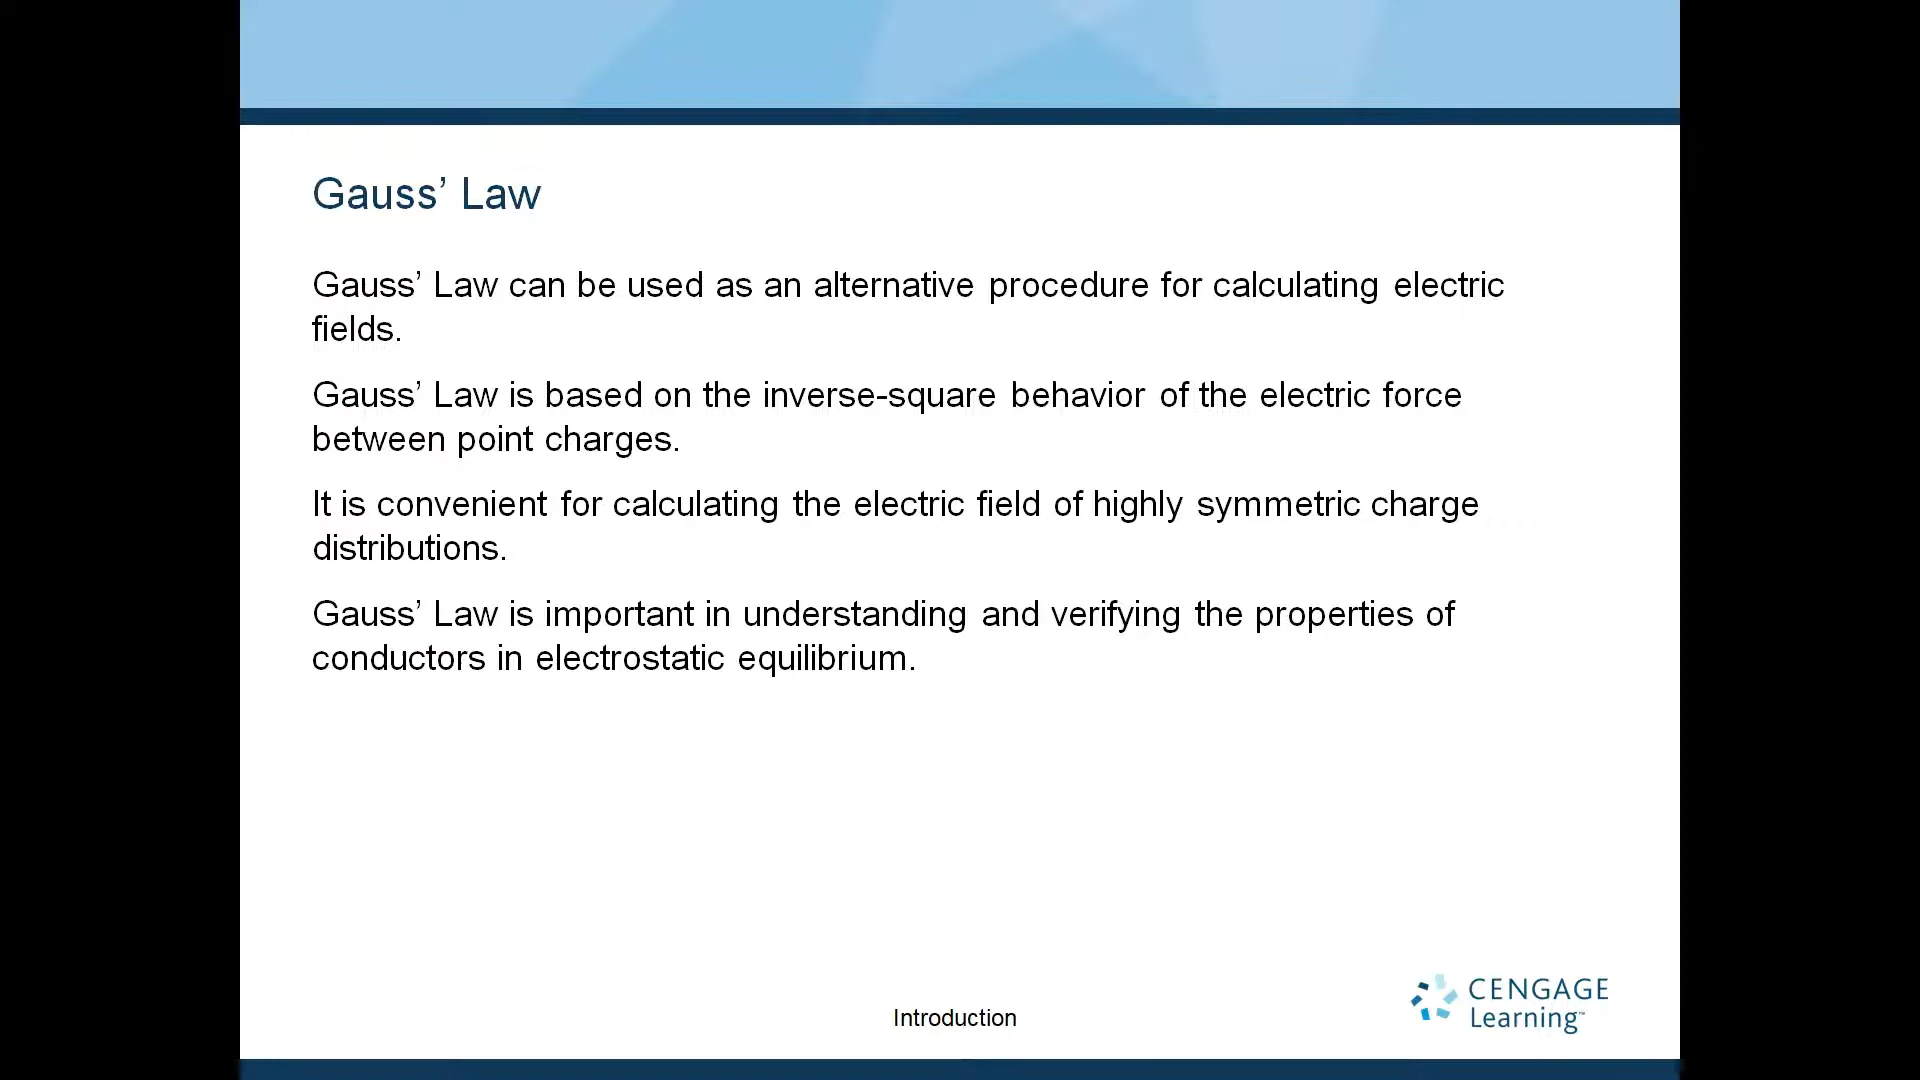 Gauss’ Law
Gauss’ Law can be used as an alternative procedure for calculating electric
fields.
Gauss’ Law is based on the inverse-square behavior of the electric force
between point charges.
It is convenient for calculating the electric field of highly symmetric charge
distributions.
Gauss’ Law is important in understanding and verifying the properties of
conductors in electrostatic equilibrium.
Introduction
CENGAGE
Learning™